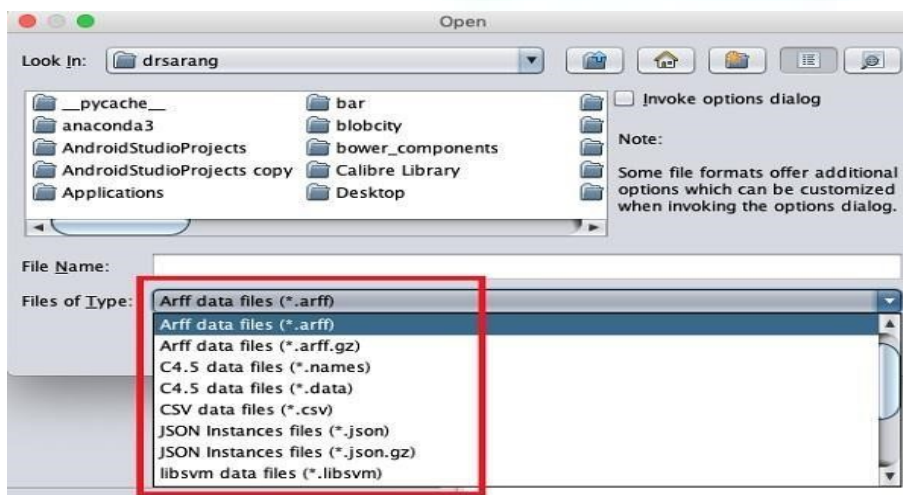 Open
Look In: drsarang
__pycache__ bar
anaconda3 blobcity
AndroidStudioProjects bower_components
AndroidStudioProjects copy Calibre Library
Applications Desktop
Invoke options dialog
Note:
Some file formats offer additional
options which can be customized
when invoking the options dialog.
File Name:
Files of Type: Arff data files (*.arff)
Arff data files (*.arff)
Arff data files (*.arff.gz)
C4.5 data files (*.names)
C4.5 data files (*.data)
CSV data files (*.csv)
JSON Instances files (*.json)
JSON Instances files (*.json.gz)
libsvm data files (*.libsvm)